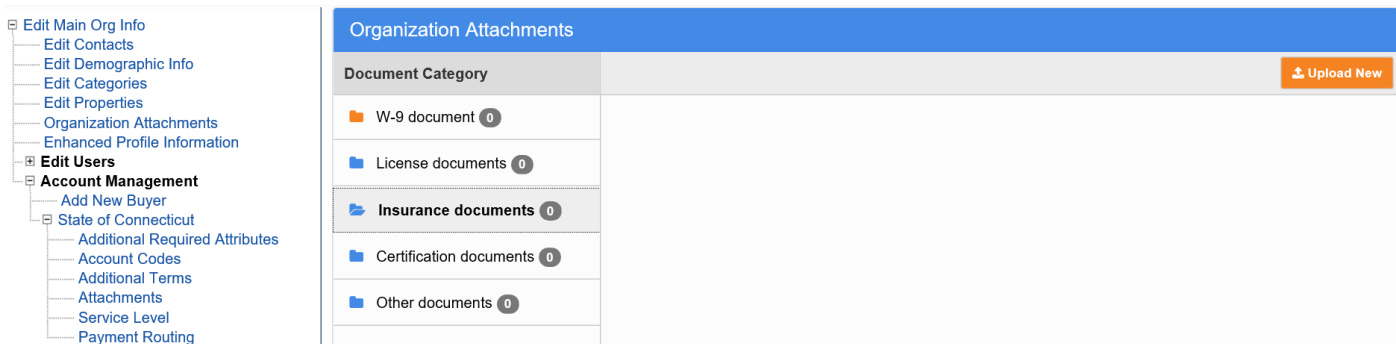 Edit Main Org Info
Edit Contacts
Edit Demographic Info
Edit Categories
Edit Properties
Organization Attachments
Enhanced Profile Information
Edit Users
Account Management
Add New Buyer
State of Connecticut
Additional Required Attributes
Account Codes
Additional Terms
Attachments
Service Level
Payment Routing
Organization Attachments
Document Category
Upload New
W-9 document 0
License documents 0
Insurance documents 0
Certification documents 0
Other documents 0